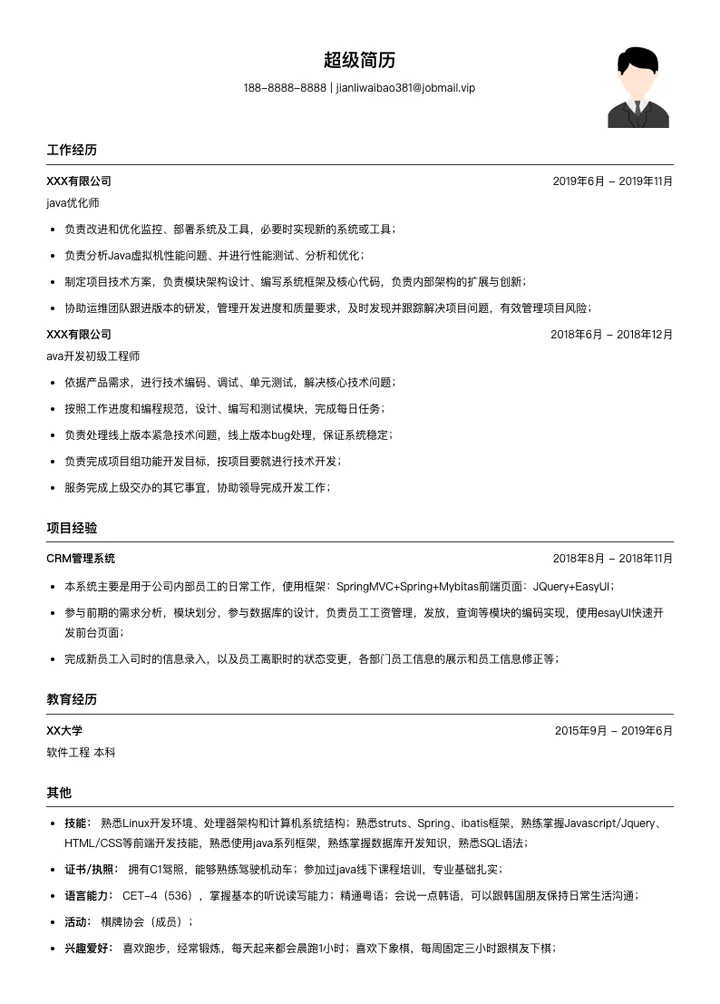 超级简历
188-8888-8888 | jianliwaibao381@jobmail.vip
工作经历
XXX有限公司 2019年6月 – 2019年11月
java优化师
• 负责改进和优化监控、部署系统及工具，必要时实现新的系统或工具；
• 负责分析Java虚拟机性能问题、并进行性能测试、分析和优化；
• 制定项目技术方案，负责模块架构设计、编写系统框架及核心代码，负责内部架构的扩展与创新；
• 协助运维团队跟进版本的研发，管理开发进度和质量要求，及时发现并跟踪解决项目问题，有效管理项目风险；
XXX有限公司 2018年6月 – 2018年12月
ava开发初级工程师
• 依据产品需求，进行技术编码、调试、单元测试，解决核心技术问题；
• 按照工作进度和编程规范，设计、编写和测试模块，完成每日任务；
• 负责处理线上版本紧急技术问题，线上版本bug处理，保证系统稳定；
• 负责完成项目组功能开发目标，按项目要就进行技术开发；
• 服务完成上级交办的其它事宜，协助领导完成开发工作；
项目经验
CRM管理系统 2018年8月 – 2018年11月
• 本系统主要是用于公司内部员工的日常工作，使用框架：SpringMVC+Spring+Mybitas前端页面：JQuery+EasyUI；
• 参与前期的需求分析，模块划分，参与数据库的设计，负责员工工资管理，发放，查询等模块的编码实现，使用esayUI快速开
发前台页面；
• 完成新员工入司时的信息录入，以及员工离职时的状态变更，各部门员工信息的展示和员工信息修正等；
教育经历
XX大学 2015年9月 – 2019年6月
软件工程 本科
其他
• 技能： 熟悉Linux开发环境、处理器架构和计算机系统结构；熟悉struts、Spring、ibatis框架，熟练掌握Javascript/Jquery、
HTML/CSS等前端开发技能，熟悉使用java系列框架，熟练掌握数据库开发知识，熟悉SQL语法；
• 证书/执照： 拥有C1驾照，能够熟练驾驶机动车；参加过java线下课程培训，专业基础扎实；
• 语言能力： CET-4（536），掌握基本的听说读写能力；精通粤语；会说一点韩语，可以跟韩国朋友保持日常生活沟通；
• 活动： 棋牌协会（成员）；
• 兴趣爱好： 喜欢跑步，经常锻炼，每天起来都会晨跑1小时；喜欢下象棋，每周固定三小时跟棋友下棋；